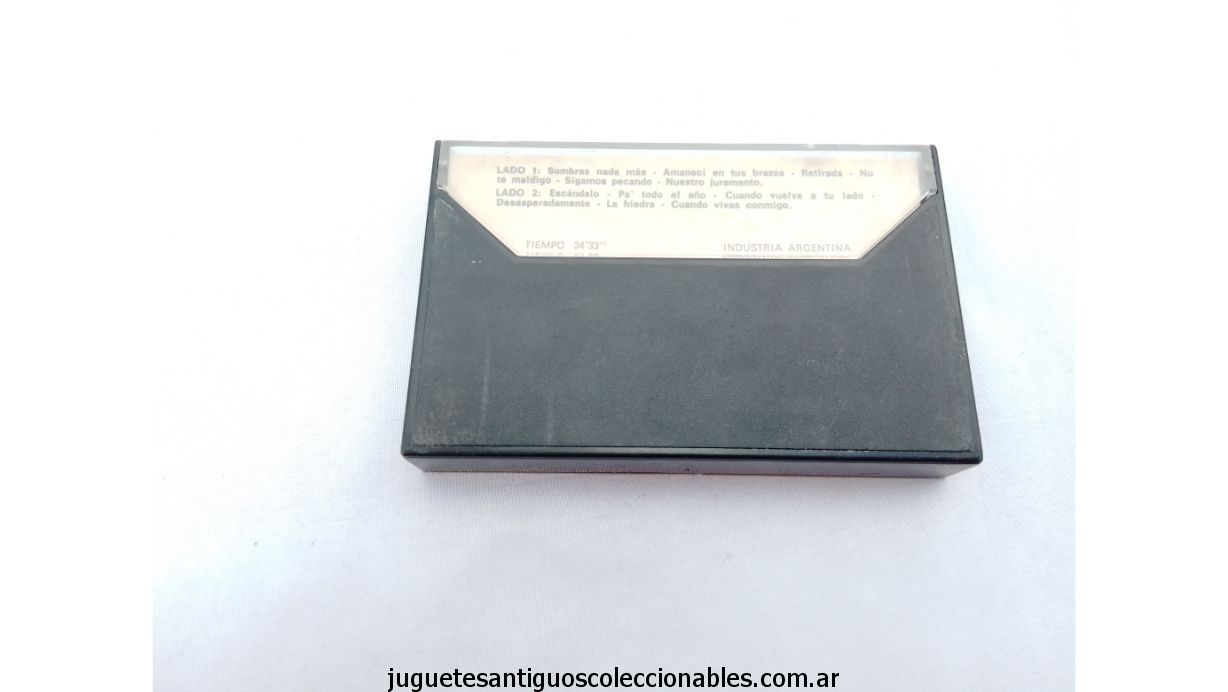 LADO 1: Sombras nada más - Amanecí en tus brazos - Retirada - No
te maldigo - Sigamos pecando - Nuestro juramento.
LADO 2: Escándalo - Pa' todo el año - Cuando vuelva a tu lado -
Desesperadamente - La hiedra - Cuando vivas conmigo.
TIEMPO 34'33''
INDUSTRIA ARGENTINA
juguetesantiguoscoleccionables.com.ar